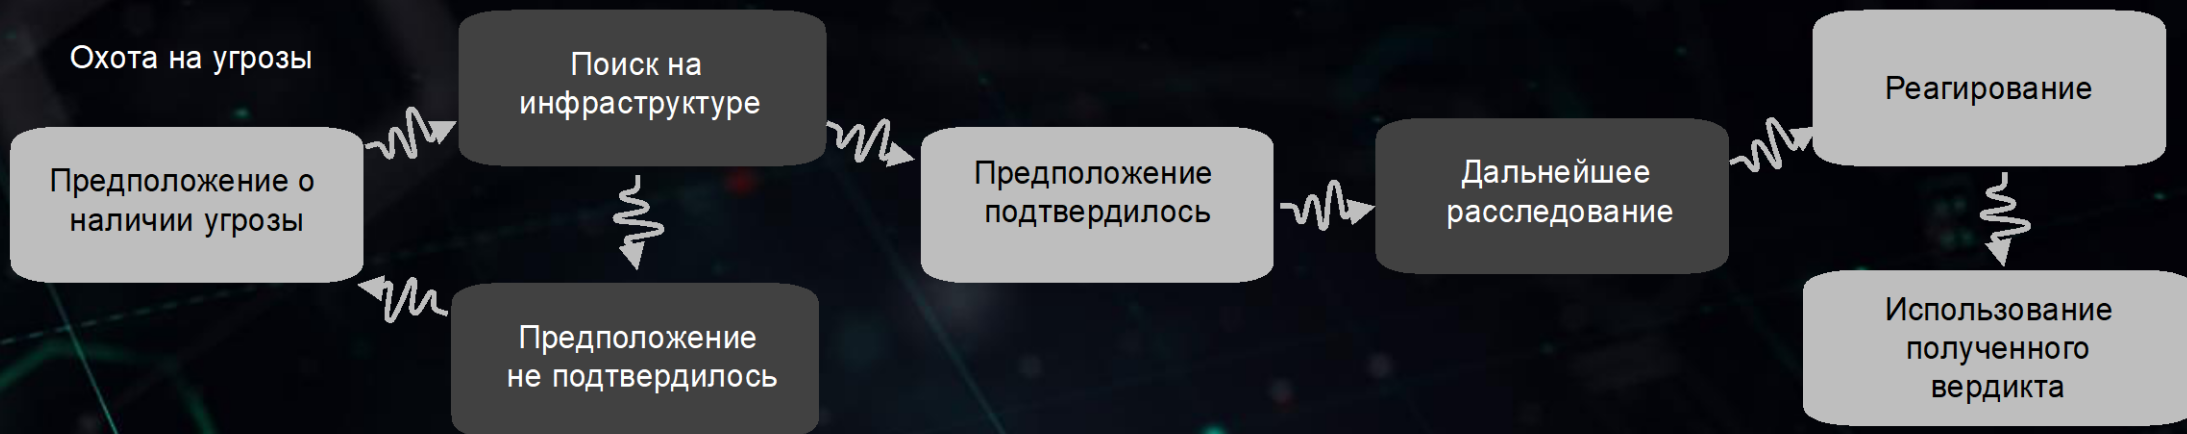 Охота на угрозы
Предположение о
наличии угрозы
Поиск на
инфраструктуре
Предположение
не подтвердилось
Предположение
подтвердилось
Дальнейшее
расследование
Реагирование
Использование
полученного
вердикта